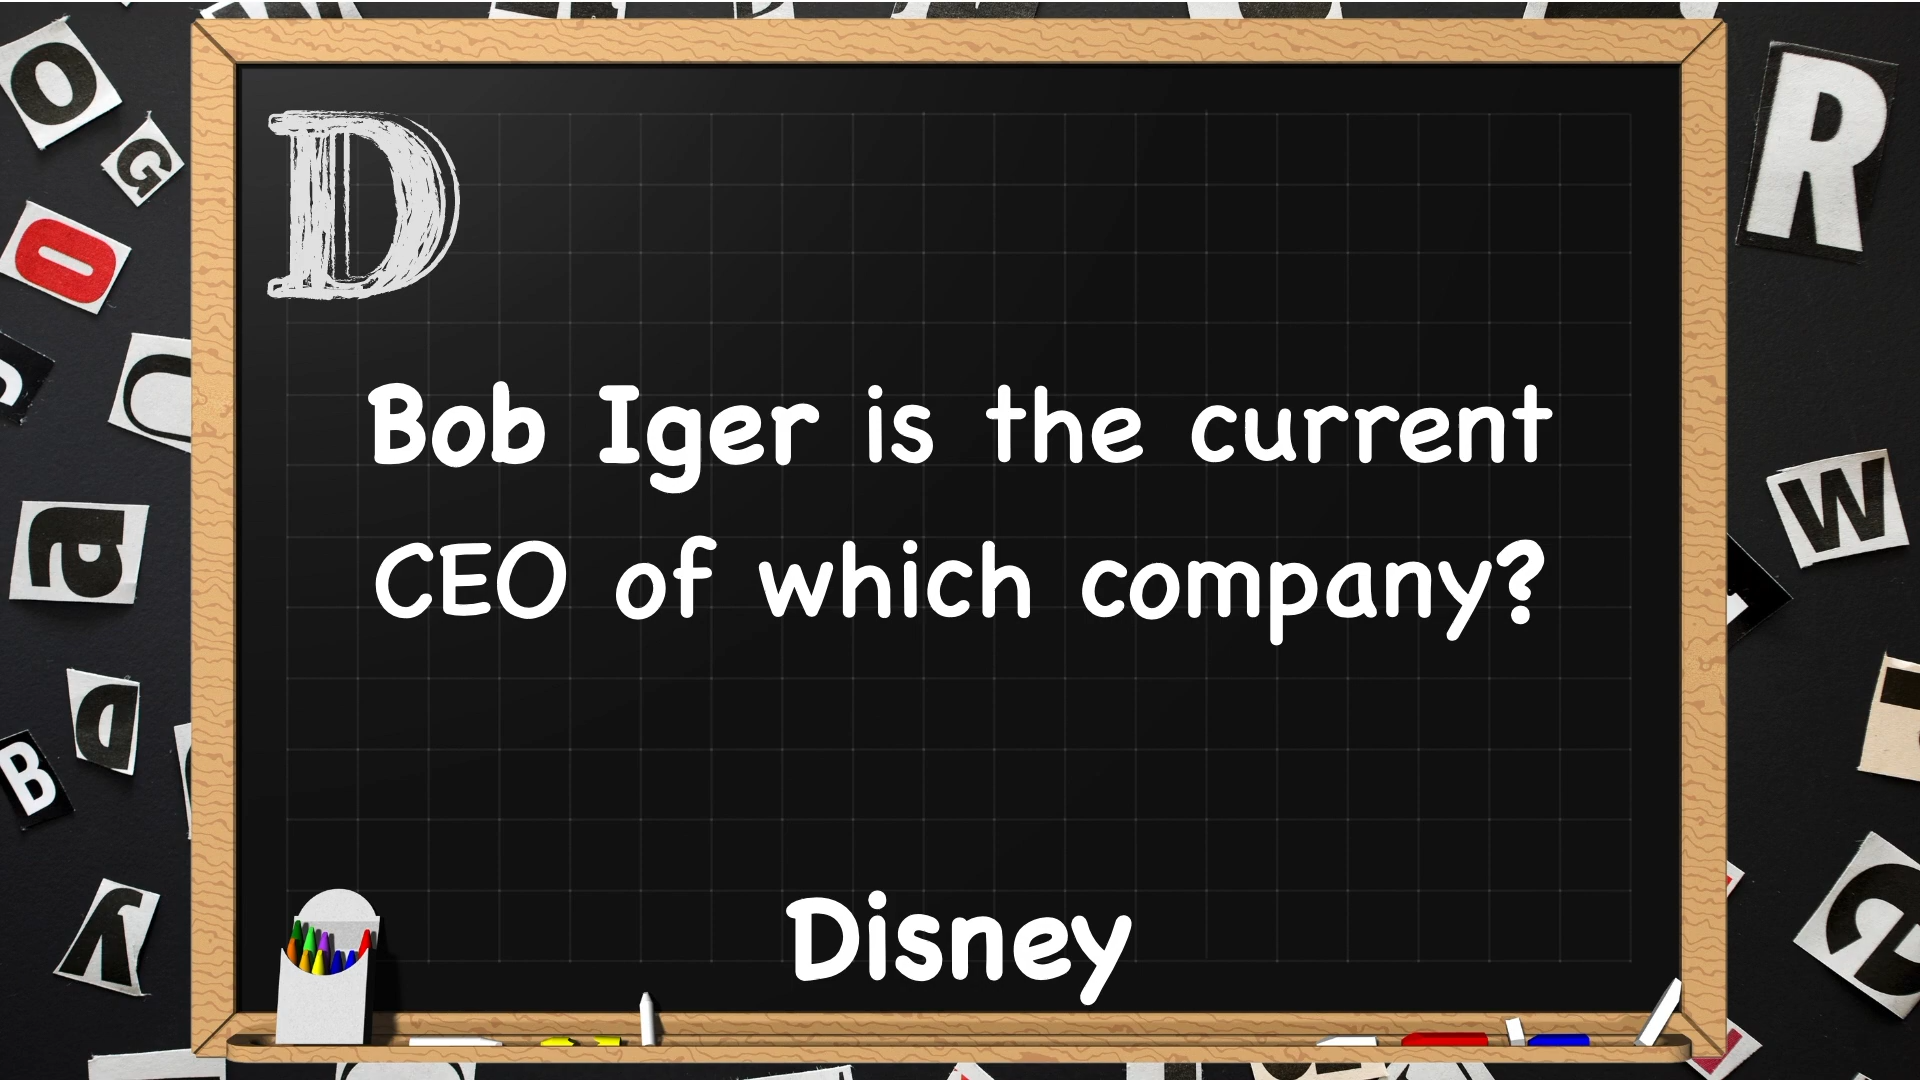 D
Bob Iger is the current
CEO of which company?
Disney
O
G
O
a
D
B
y
R
W